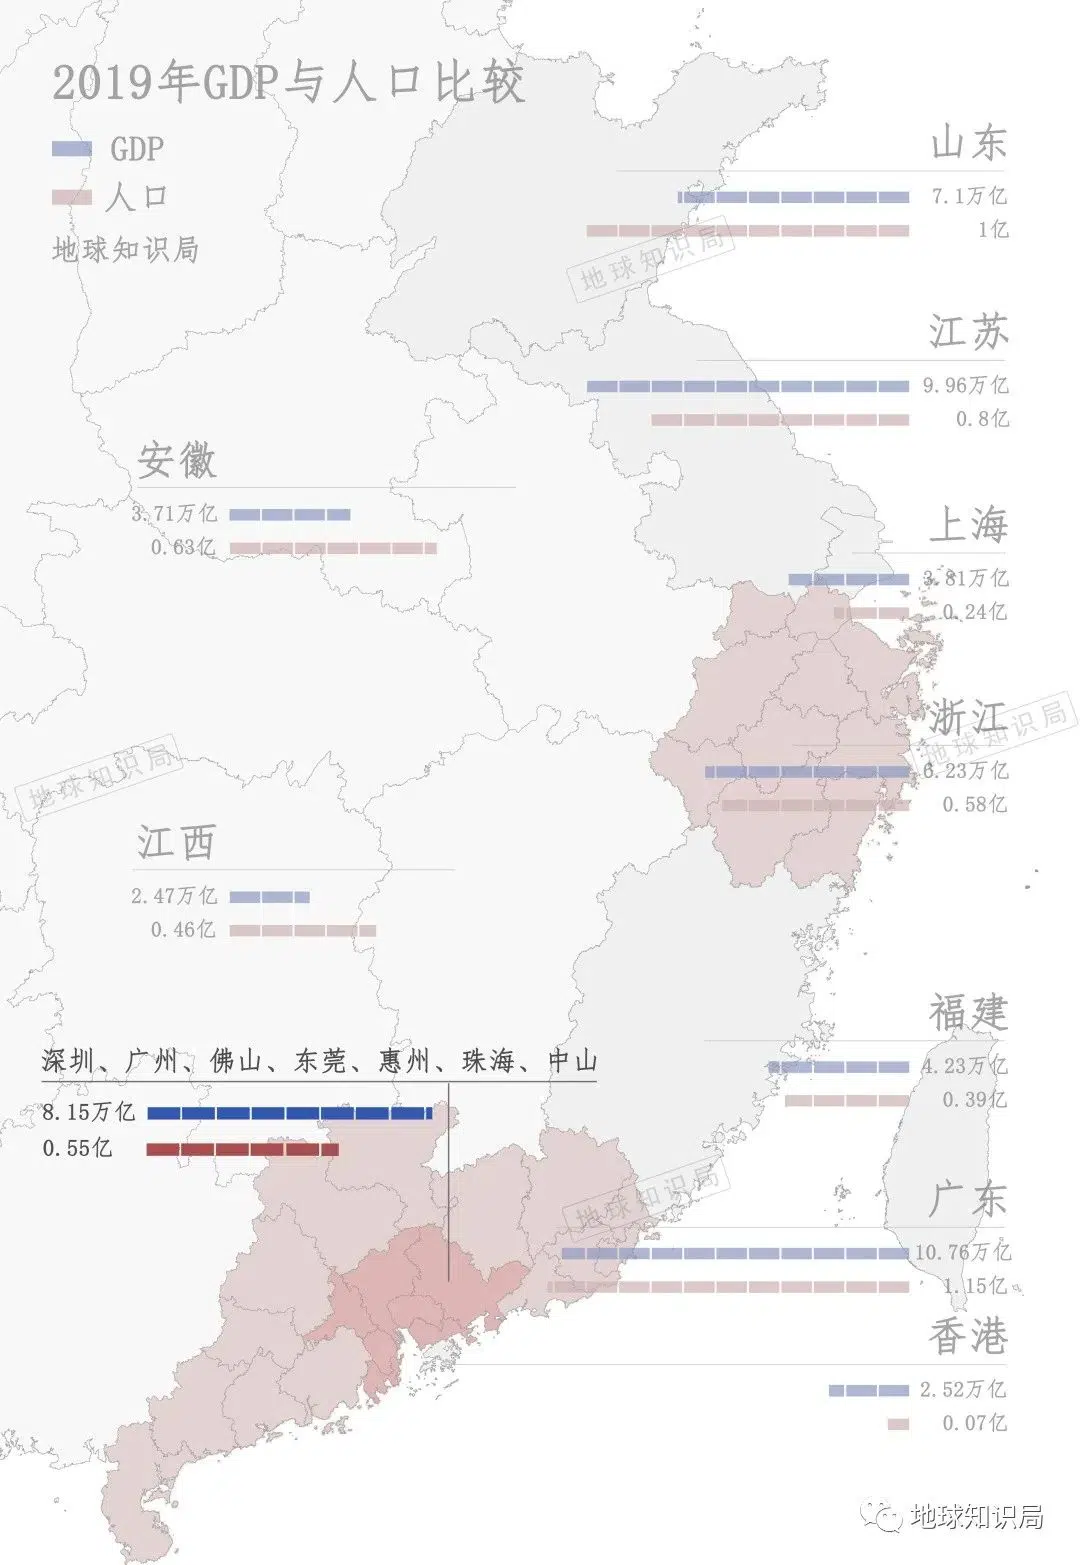 2019年GDP与人口比较
GDP
人口
地球知识局
山东
7.1万亿
1亿
地球知识局
江苏
9.96万亿
0.8亿
安徽
3.71万亿
0.63亿
上海
3.81万亿
0.24亿
浙江
地球知识局
6.23万亿
0.58亿
地球知识局
江西
2.47万亿
0.46亿
福建
4.23万亿
0.39亿
深圳、广州、佛山、东莞、惠州、珠海、中山
8.15万亿
0.55亿
地球知识局
广东
10.76万亿
1.15亿
香港
2.52万亿
0.07亿
地球知识局